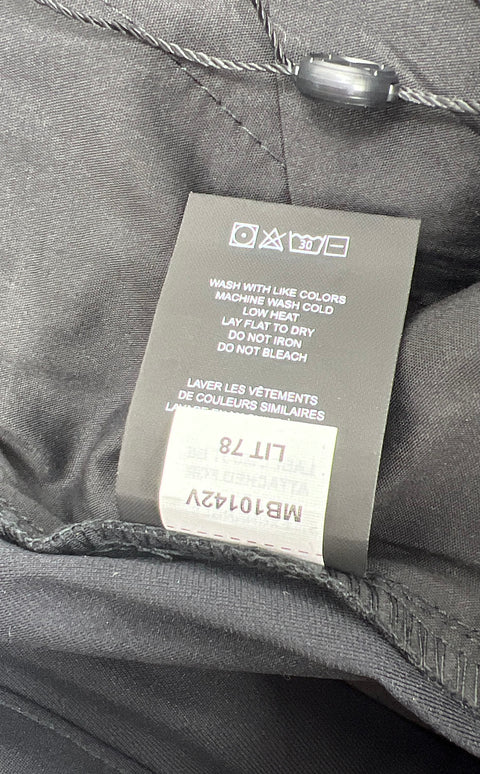 30
WASH WITH LIKE COLORS
MACHINE WASH COLD
LOW HEAT
LAY FLAT TO DRY
DO NOT IRON
DO NOT BLEACH
LAVER LES VÊTEMENTS
DE COULEURS SIMILAIRES
MB10142V
LIT 78